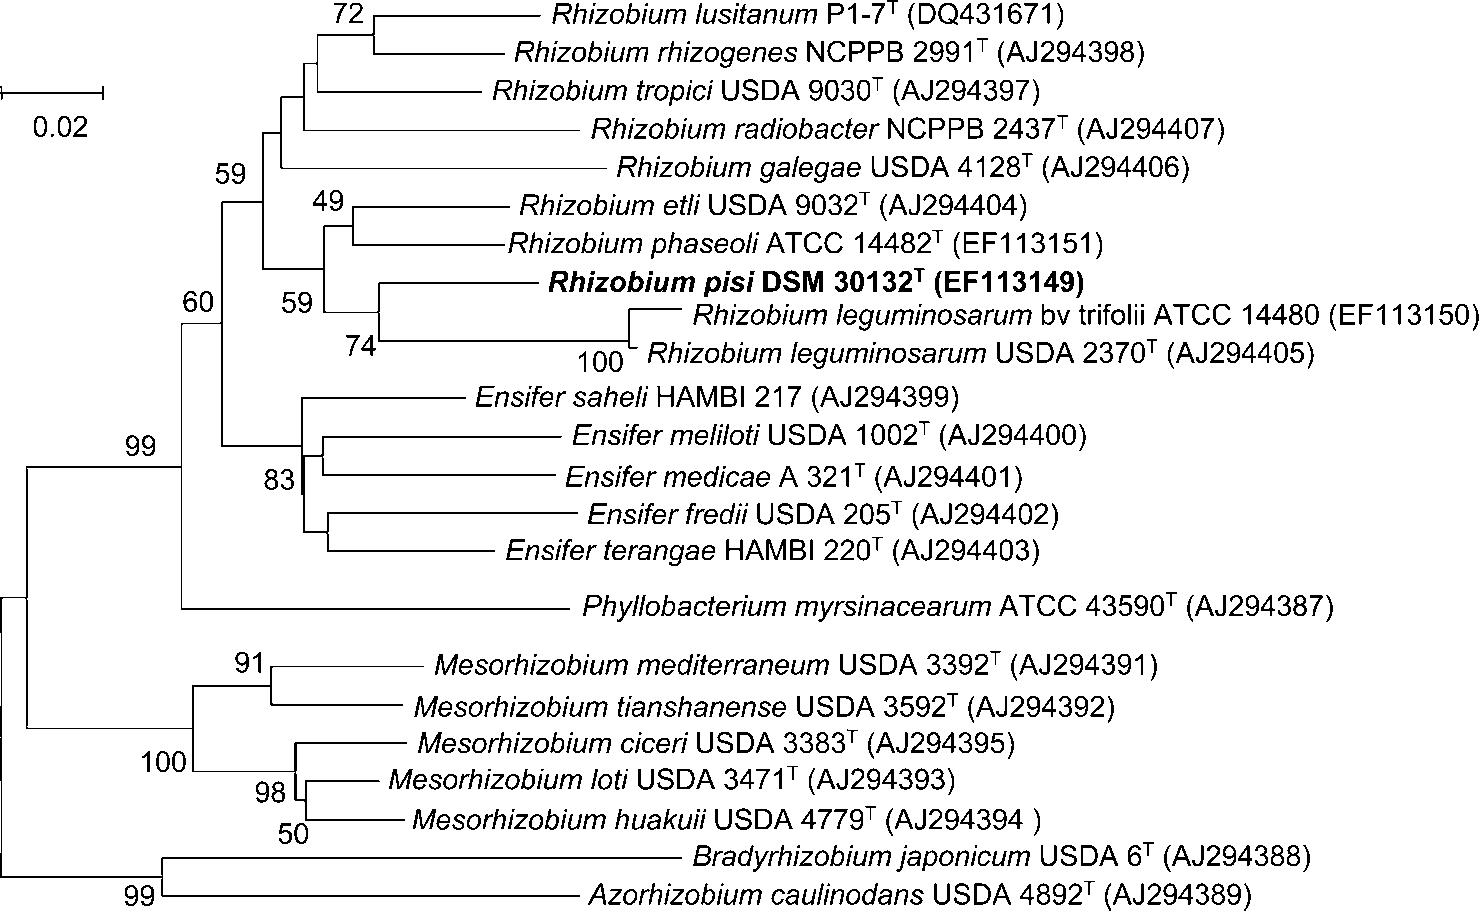 72
Rhizobium lusitanum P1-7ᵀ (DQ431671)
Rhizobium rhizogenes NCPPB 2991ᵀ (AJ294398)
Rhizobium tropici USDA 9030ᵀ (AJ294397)
0.02
Rhizobium radiobacter NCPPB 2437ᵀ (AJ294407)
59
Rhizobium galegae USDA 4128ᵀ (AJ294406)
49
Rhizobium etli USDA 9032ᵀ (AJ294404)
Rhizobium phaseoli ATCC 14482ᵀ (EF113151)
Rhizobium pisi DSM 30132ᵀ (EF113149)
60
59
Rhizobium leguminosarum bv trifolii ATCC 14480 (EF113150)
74
100
Rhizobium leguminosarum USDA 2370ᵀ (AJ294405)
Ensifer saheli HAMBI 217 (AJ294399)
99
Ensifer meliloti USDA 1002ᵀ (AJ294400)
83
Ensifer medicae A 321ᵀ (AJ294401)
Ensifer fredii USDA 205ᵀ (AJ294402)
Ensifer terangae HAMBI 220ᵀ (AJ294403)
Phyllobacterium myrsinacearum ATCC 43590ᵀ (AJ294387)
91
Mesorhizobium mediterraneum USDA 3392ᵀ (AJ294391)
Mesorhizobium tianshanense USDA 3592ᵀ (AJ294392)
100
Mesorhizobium ciceri USDA 3383ᵀ (AJ294395)
98
Mesorhizobium loti USDA 3471ᵀ (AJ294393)
50
Mesorhizobium huakuii USDA 4779ᵀ (AJ294394 )
Bradyrhizobium japonicum USDA 6ᵀ (AJ294388)
99
Azorhizobium caulinodans USDA 4892ᵀ (AJ294389)